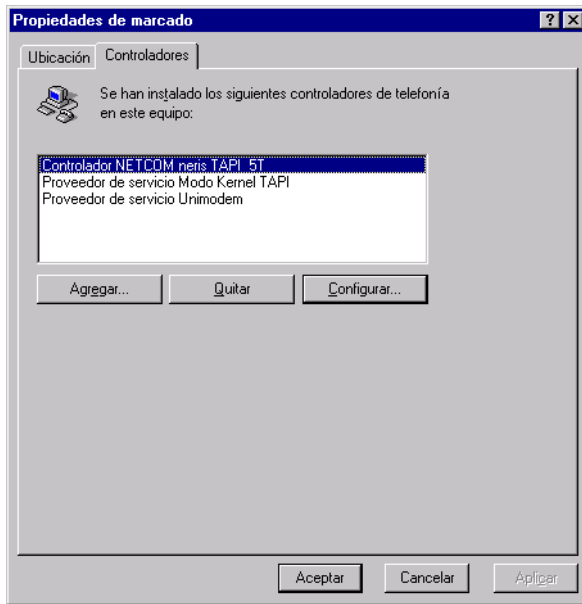 Propiedades de marcado
Ubicación Controladores
Se han instalado los siguientes controladores de telefonía
en este equipo:
Controlador NETCOM neris TAPI 5T
Proveedor de servicio Modo Kernel TAPI
Proveedor de servicio Unimodem
Agregar... Quitar Configurar...
Aceptar Cancelar Aplicar